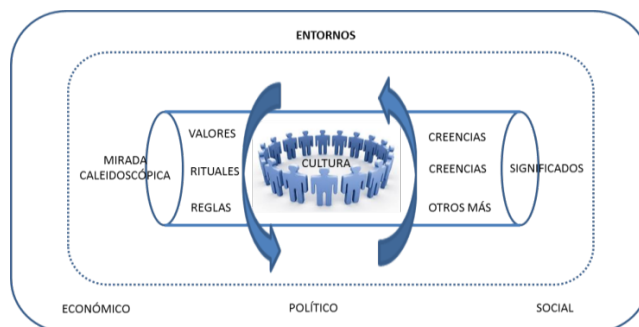 ENTORNOS
MIRADA
CALEIDOSCÓPICA
VALORES
RITUALES
REGLAS
CULTURA
CREENCIAS
CREENCIAS
OTROS MÁS
SIGNIFICADOS
ECONÓMICO
POLÍTICO
SOCIAL